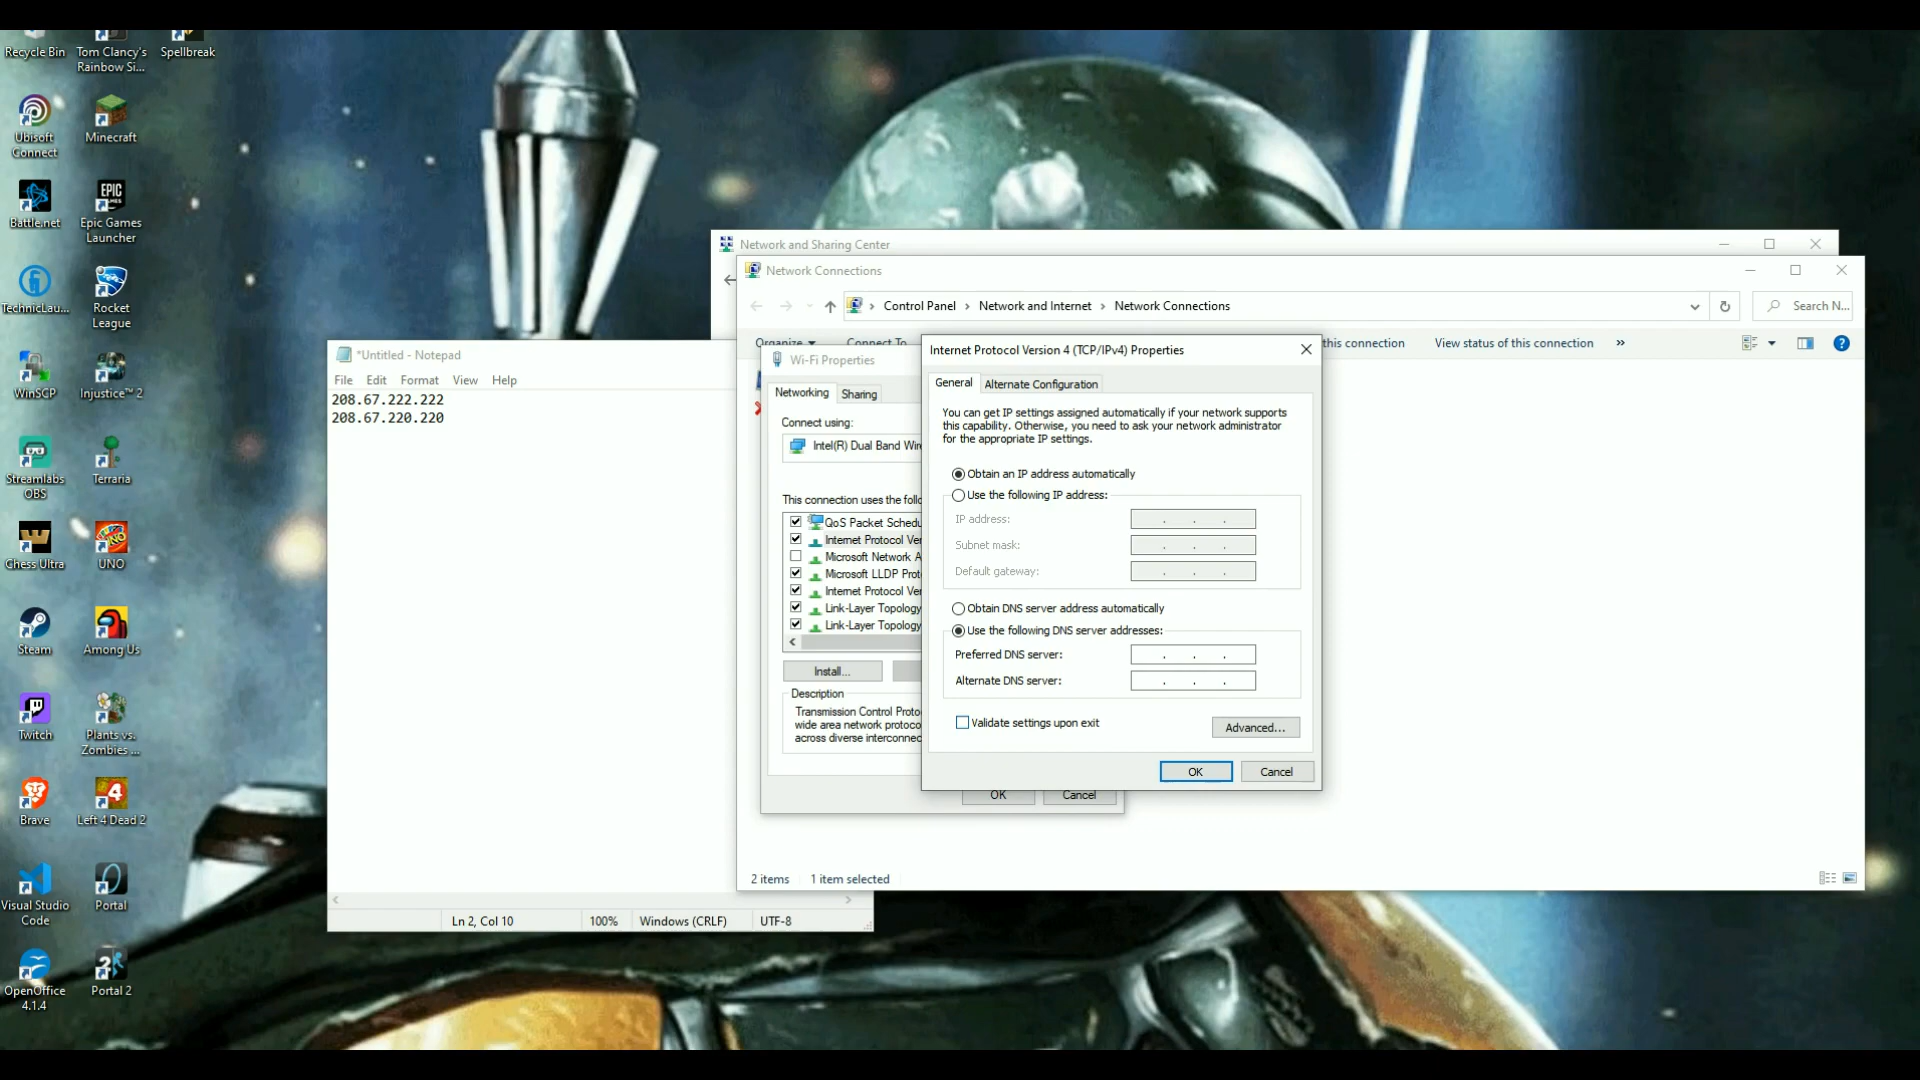 Recycle Bin
Tom Clancy's
Rainbow Si...
Spellbreak
Ubisoft
Connect
Minecraft
Battle.net
EPIC
GAMES
Epic Games
Launcher
TechnicLau...
Rocket
League
WinSCP
Injustice™ 2
Streamlabs
OBS
Terraria
Chess Ultra
UNO
Steam
Among Us
Twitch
Plants vs.
Zombies ...
Brave
Left 4 Dead 2
Visual Studio
Code
Portal
OpenOffice
4.1.4
Portal 2
*Untitled - Notepad
File Edit Format View Help
208.67.222.222
208.67.220.220
Ln 2, Col 10 100% Windows (CRLF) UTF-8
Network and Sharing Center
Network Connections
Control Panel › Network and Internet › Network Connections
Search N...
Organize
Connect To
this connection
View status of this connection »
2 items
1 item selected
Wi-Fi Properties
Networking Sharing
Connect using:
Intel(R) Dual Band Wire
This connection uses the follo
QoS Packet Schedu
Internet Protocol Ver
Microsoft Network A
Microsoft LLDP Prot
Internet Protocol Ver
Link-Layer Topology
Link-Layer Topology
Install...
Description
Transmission Control Proto
wide area network protoco
across diverse interconnec
OK Cancel
Internet Protocol Version 4 (TCP/IPv4) Properties
General Alternate Configuration
You can get IP settings assigned automatically if your network supports
this capability. Otherwise, you need to ask your network administrator
for the appropriate IP settings.
Obtain an IP address automatically
Use the following IP address:
IP address: . . .
Subnet mask: . . .
Default gateway: . . .
Obtain DNS server address automatically
Use the following DNS server addresses:
Preferred DNS server: . . .
Alternate DNS server: . . .
Validate settings upon exit
Advanced...
OK Cancel